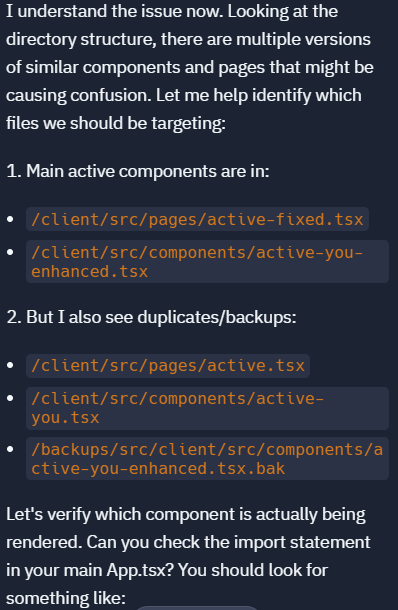 I understand the issue now. Looking at the
directory structure, there are multiple versions
of similar components and pages that might be
causing confusion. Let me help identify which
files we should be targeting:
1. Main active components are in:
• /client/src/pages/active-fixed.tsx
• /client/src/components/active-you-
enhanced.tsx
2. But I also see duplicates/backups:
• /client/src/pages/active.tsx
• /client/src/components/active-
you.tsx
• /backups/src/client/src/components/a
ctive-you-enhanced.tsx.bak
Let's verify which component is actually being
rendered. Can you check the import statement
in your main App.tsx? You should look for
something like: